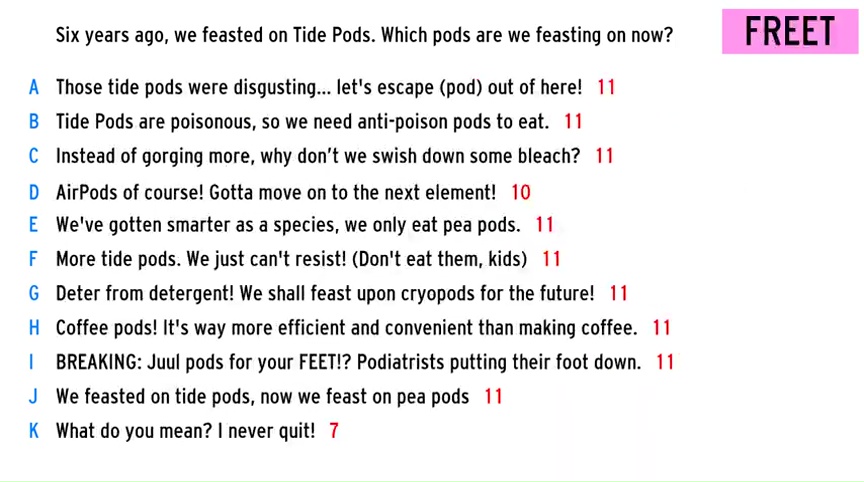 Six years ago, we feasted on Tide Pods. Which pods are we feasting on now?
FREET
A Those tide pods were disgusting... let's escape (pod) out of here! 11
B Tide Pods are poisonous, so we need anti-poison pods to eat. 11
C Instead of gorging more, why don't we swish down some bleach? 11
D AirPods of course! Gotta move on to the next element! 10
E We've gotten smarter as a species, we only eat pea pods. 11
F More tide pods. We just can't resist! (Don't eat them, kids) 11
G Deter from detergent! We shall feast upon cryopods for the future! 11
H Coffee pods! It's way more efficient and convenient than making coffee. 11
I BREAKING: Juul pods for your FEET!? Podiatrists putting their foot down. 11
J We feasted on tide pods, now we feast on pea pods 11
K What do you mean? I never quit! 7